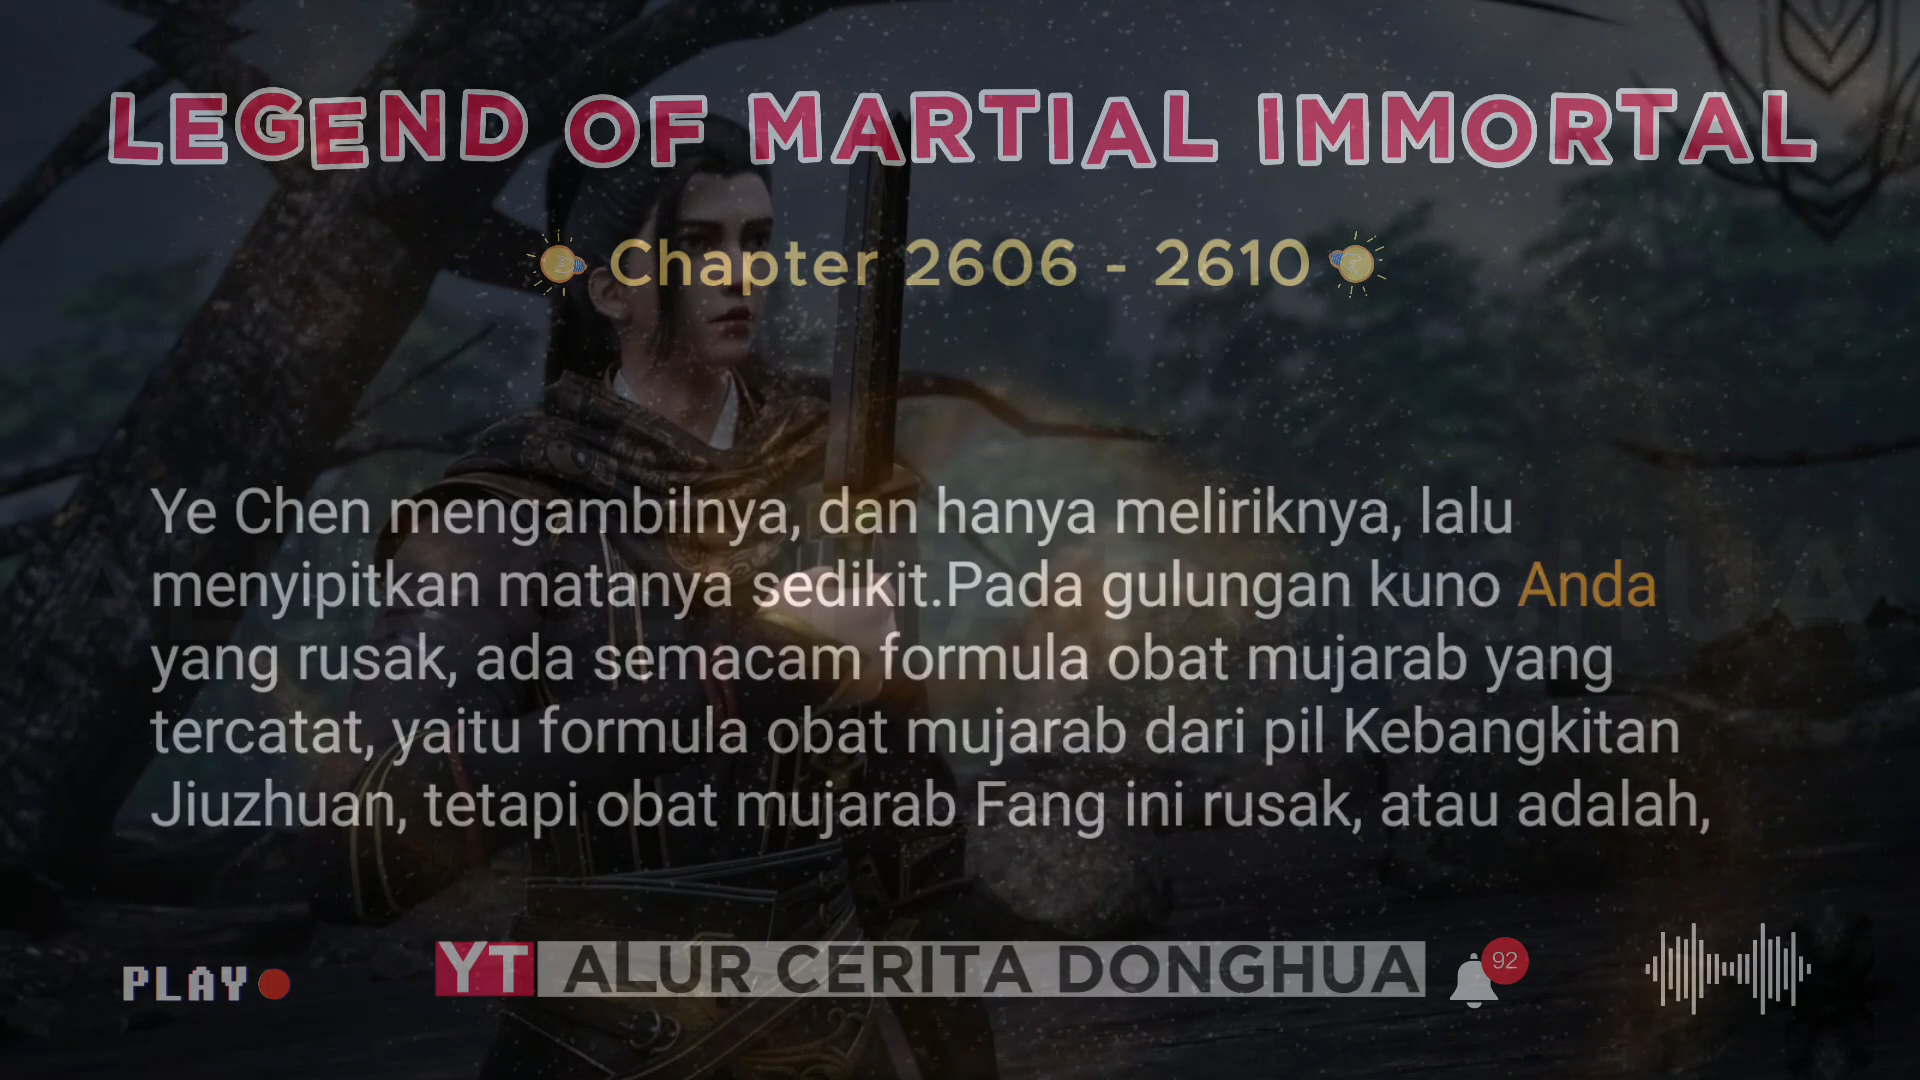 LEGEND OF MARTIAL IMMORTAL
Chapter 2606 - 2610
Ye Chen mengambilnya, dan hanya meliriknya, lalu
menyipitkan matanya sedikit.Pada gulungan kuno Anda
yang rusak, ada semacam formula obat mujarab yang
tercatat, yaitu formula obat mujarab dari pil Kebangkitan
Jiuzhuan, tetapi obat mujarab Fang ini rusak, atau adalah,
PLAY
YT ALUR CERITA DONGHUA
92